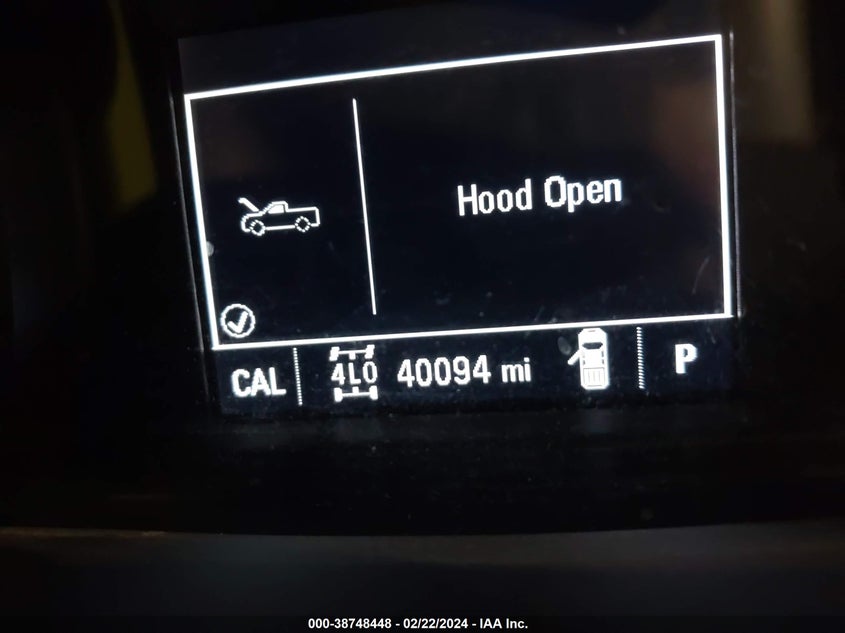 Hood Open
CAL 4LO 40094 mi P
000-38748448 - 02/22/2024 - IAA Inc.